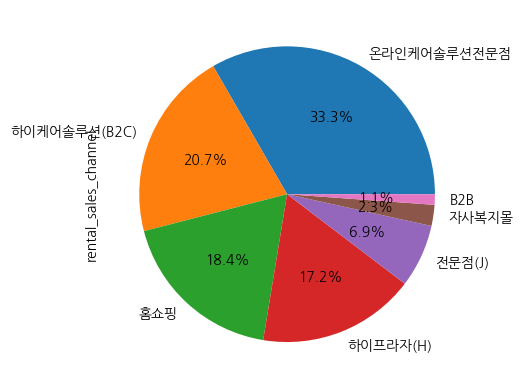 온라인케어솔루션전문점
33.3%
하이케어솔루션(B2C)
20.7%
rental_sales_channel
홈쇼핑
18.4%
하이프라자(H)
17.2%
전문점(J)
6.9%
자사복지몰
2.3%
B2B
1.1%